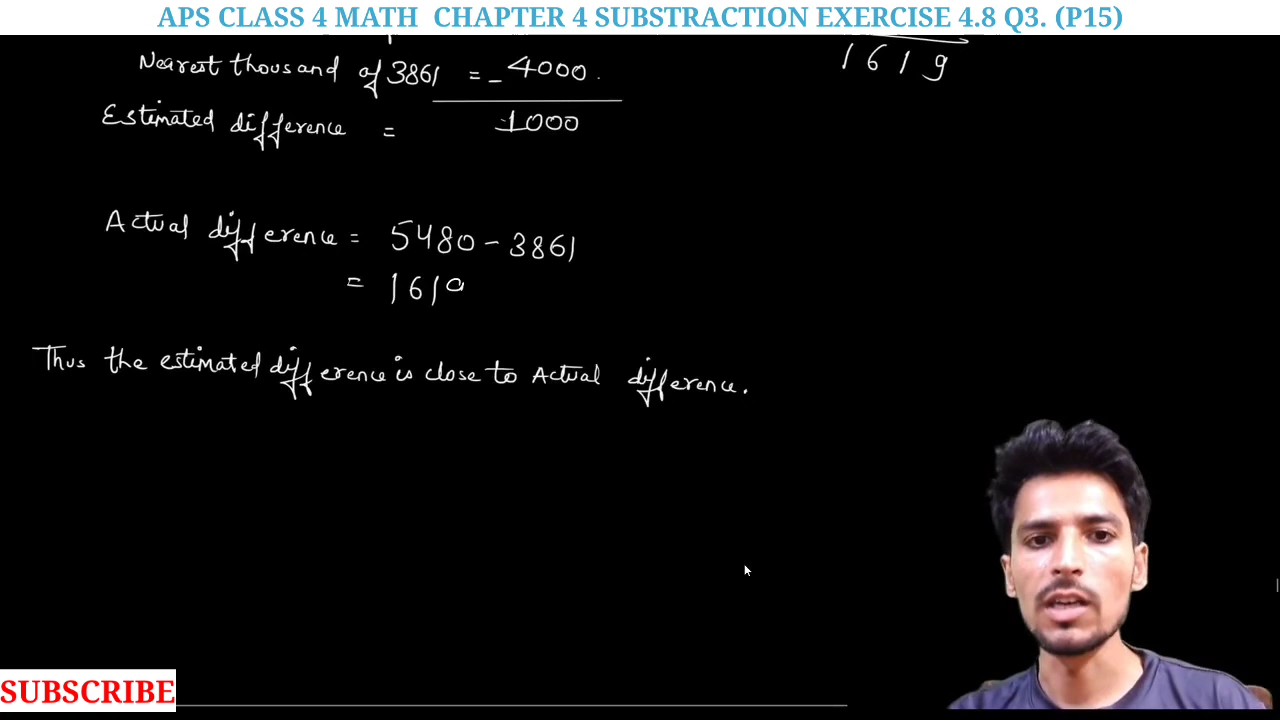 APS CLASS 4 MATH CHAPTER 4 SUBSTRACTION EXERCISE 4.8 Q3. (P15)
1619
Nearest thousand of 3861 = - 4000
Estimated difference = 1000
Actual difference = 5480 - 3861
= 1619
Thus the estimated difference is close to Actual difference.
SUBSCRIBE